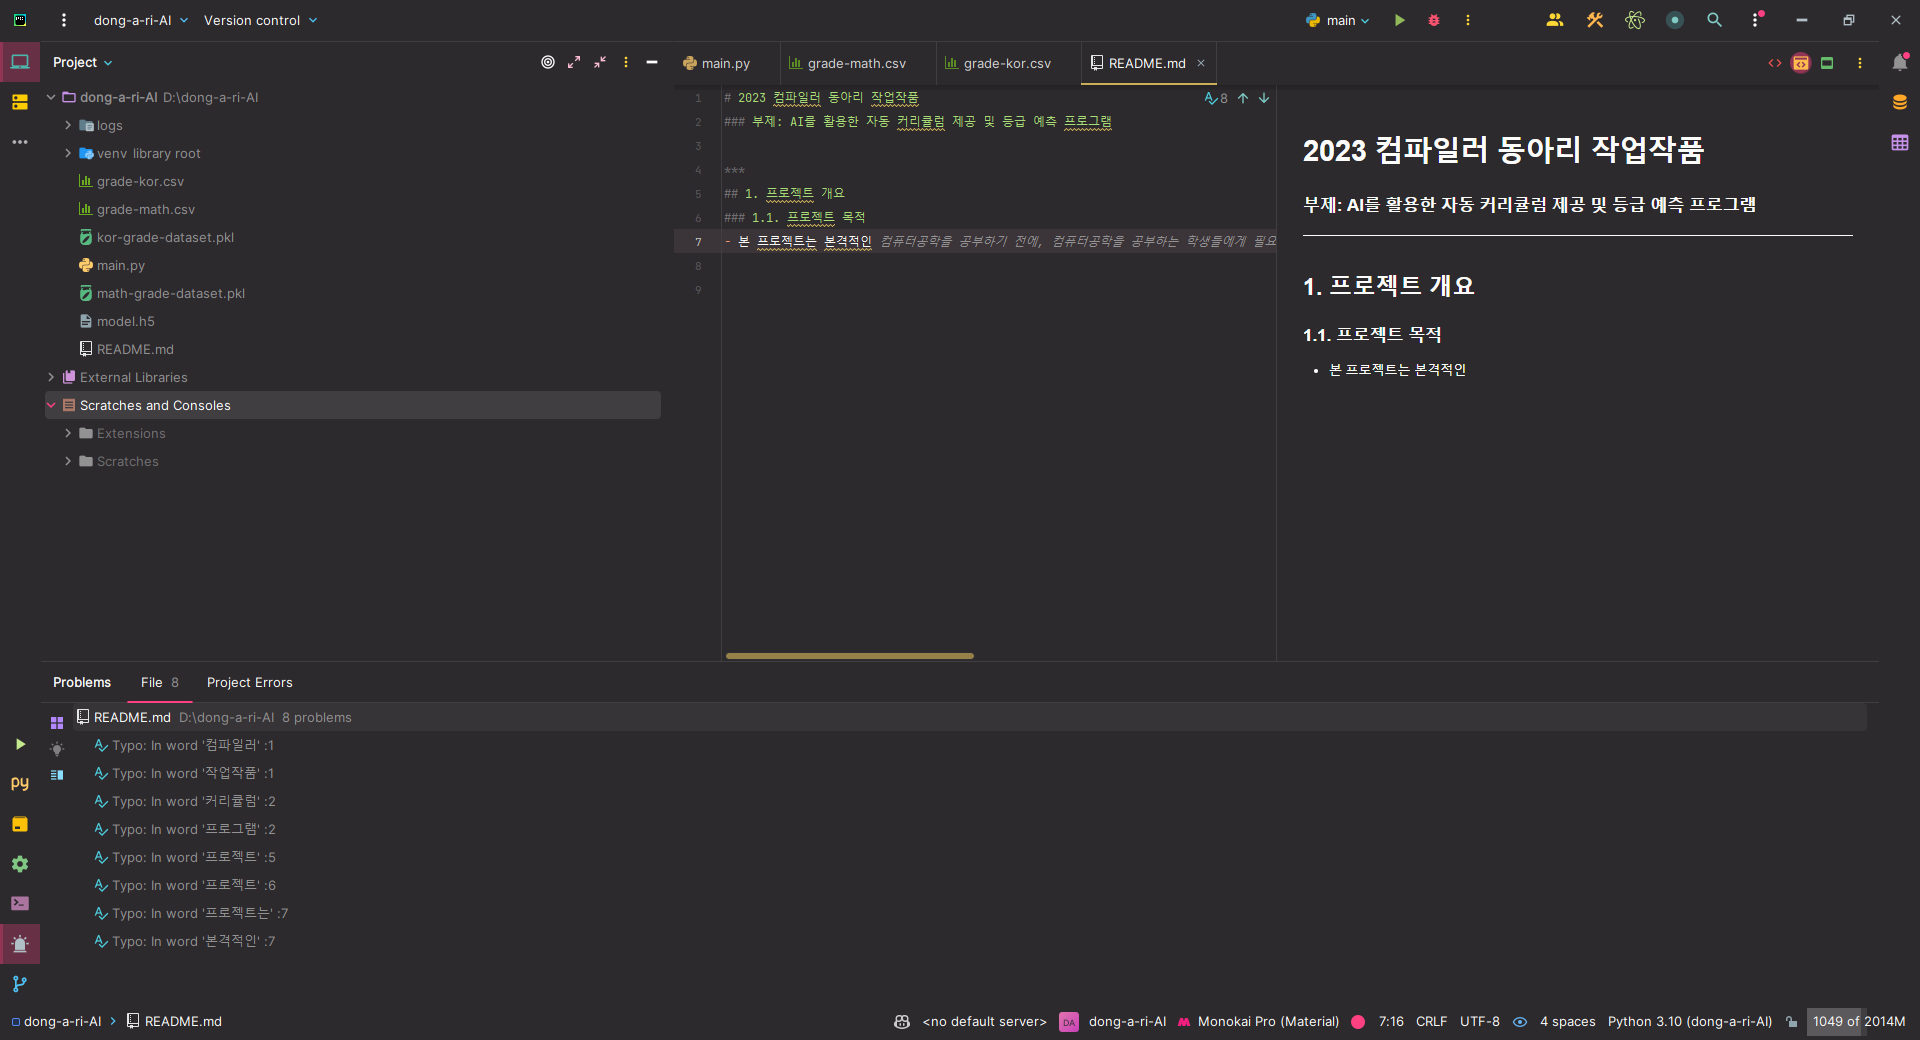 dong-a-ri-AI
Version control
main
Project
main.py
grade-math.csv
grade-kor.csv
README.md
dong-a-ri-AI D:\dong-a-ri-AI
logs
venv library root
grade-kor.csv
grade-math.csv
kor-grade-dataset.pkl
main.py
math-grade-dataset.pkl
model.h5
README.md
External Libraries
Scratches and Consoles
Extensions
Scratches
1 # 2023 컴파일러 동아리 작업작품
8
2 ### 부제: AI를 활용한 자동 커리큘럼 제공 및 등급 예측 프로그램
3
4 ***
5 ## 1. 프로젝트 개요
6 ### 1.1. 프로젝트 목적
7 - 본 프로젝트는 본격적인 컴퓨터공학을 공부하기 전에, 컴퓨터공학을 공부하는 학생들에게 필요
8
9
2023 컴파일러 동아리 작업작품
부제: AI를 활용한 자동 커리큘럼 제공 및 등급 예측 프로그램
1. 프로젝트 개요
1.1. 프로젝트 목적
• 본 프로젝트는 본격적인
Problems
File 8
Project Errors
README.md D:\dong-a-ri-AI 8 problems
Typo: In word '컴파일러' :1
Typo: In word '작업작품' :1
Typo: In word '커리큘럼' :2
Typo: In word '프로그램' :2
Typo: In word '프로젝트' :5
Typo: In word '프로젝트' :6
Typo: In word '프로젝트는' :7
Typo: In word '본격적인' :7
py
dong-a-ri-AI
README.md
<no default server>
DA
dong-a-ri-AI
Monokai Pro (Material)
7:16
CRLF
UTF-8
4 spaces
Python 3.10 (dong-a-ri-AI)
1049 of 2014M